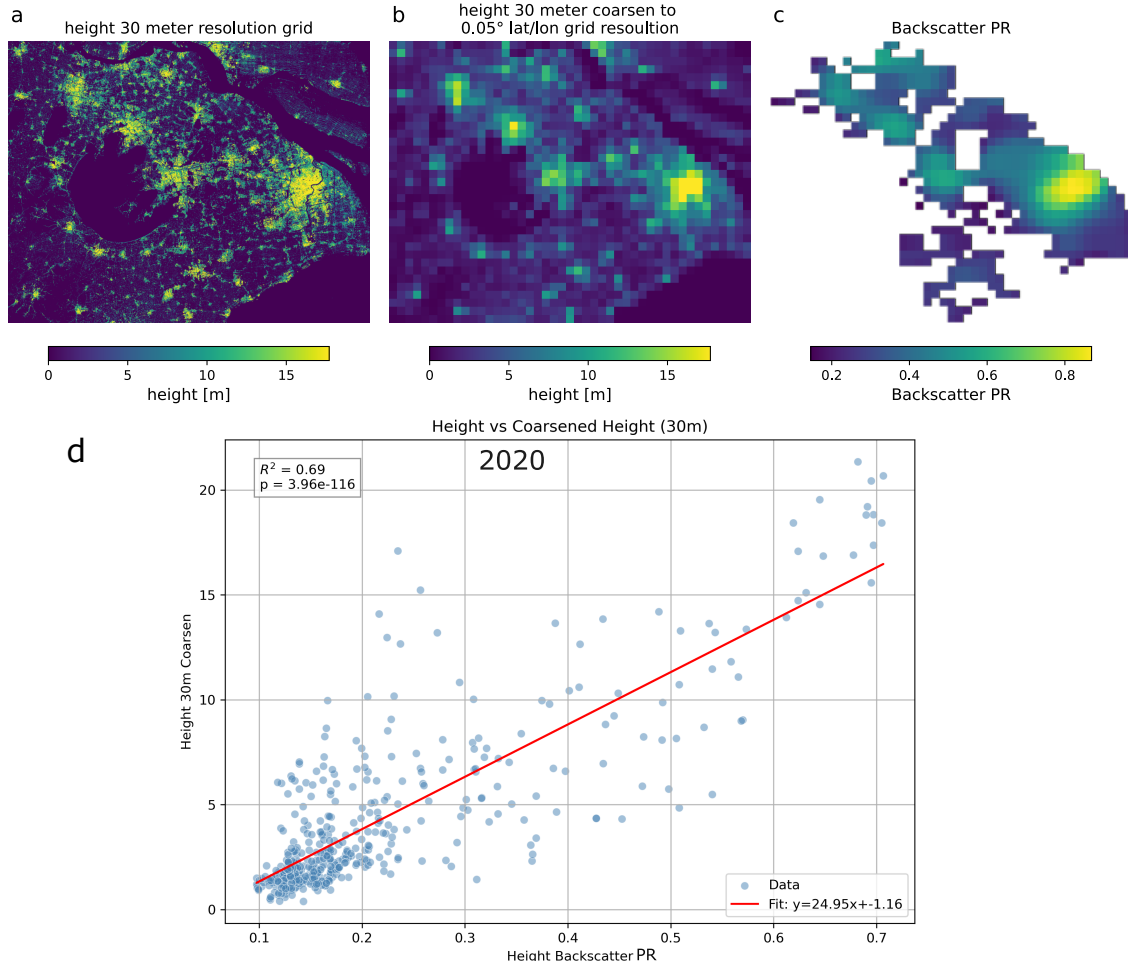 a
height 30 meter resolution grid
b
height 30 meter coarsen to
0.05° lat/lon grid resoultion
c
Backscatter PR
0 5 10 15
height [m]
0 5 10 15
height [m]
0.2 0.4 0.6 0.8
Backscatter PR
d
Height vs Coarsened Height (30m)
2020
R² = 0.69
p = 3.96e-116
Height 30m Coarsen
20
15
10
5
0
Data
Fit: y=24.95x+-1.16
0.1 0.2 0.3 0.4 0.5 0.6 0.7
Height Backscatter PR